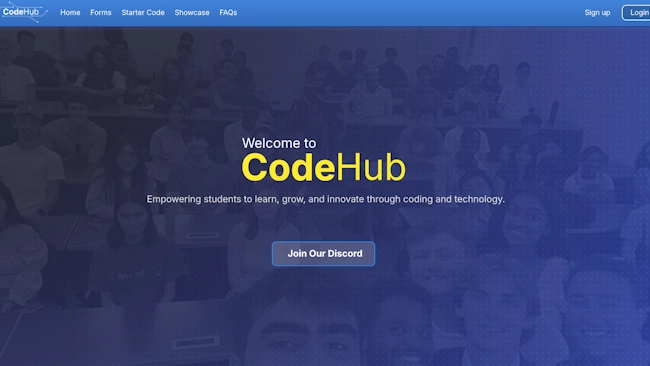 CodeHub
Home Forms Starter Code Showcase FAQs Sign up Login
Welcome to
CodeHub
Empowering students to learn, grow, and innovate through coding and technology.
Join Our Discord